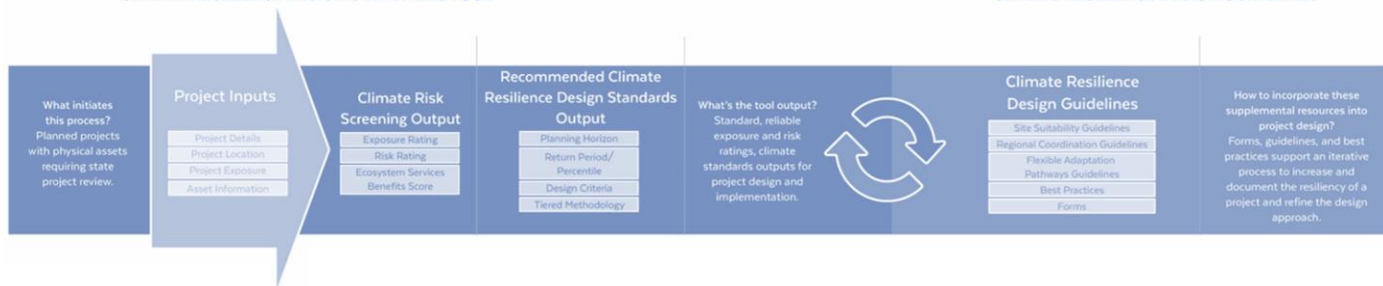 What initiates
this process?
Planned projects
with physical assets
requiring state
project review.
Project Inputs
Project Details
Project Location
Project Exposure
Asset Information
Climate Risk
Screening Output
Exposure Rating
Risk Rating
Ecosystem Services
Benefits Score
Recommended Climate
Resilience Design Standards
Output
Planning Horizon
Return Period/
Percentile
Design Criteria
Tiered Methodology
What's the tool output?
Standard, reliable
exposure and risk
ratings, climate
standards outputs for
project design and
implementation.
Climate Resilience
Design Guidelines
Site Suitability Guidelines
Regional Coordination Guidelines
Flexible Adaptation
Pathways Guidelines
Best Practices
Forms
How to incorporate these
supplemental resources into
project design?
Forms, guidelines, and best
practices support an iterative
process to increase and
document the resiliency of a
project and refine the design
approach.